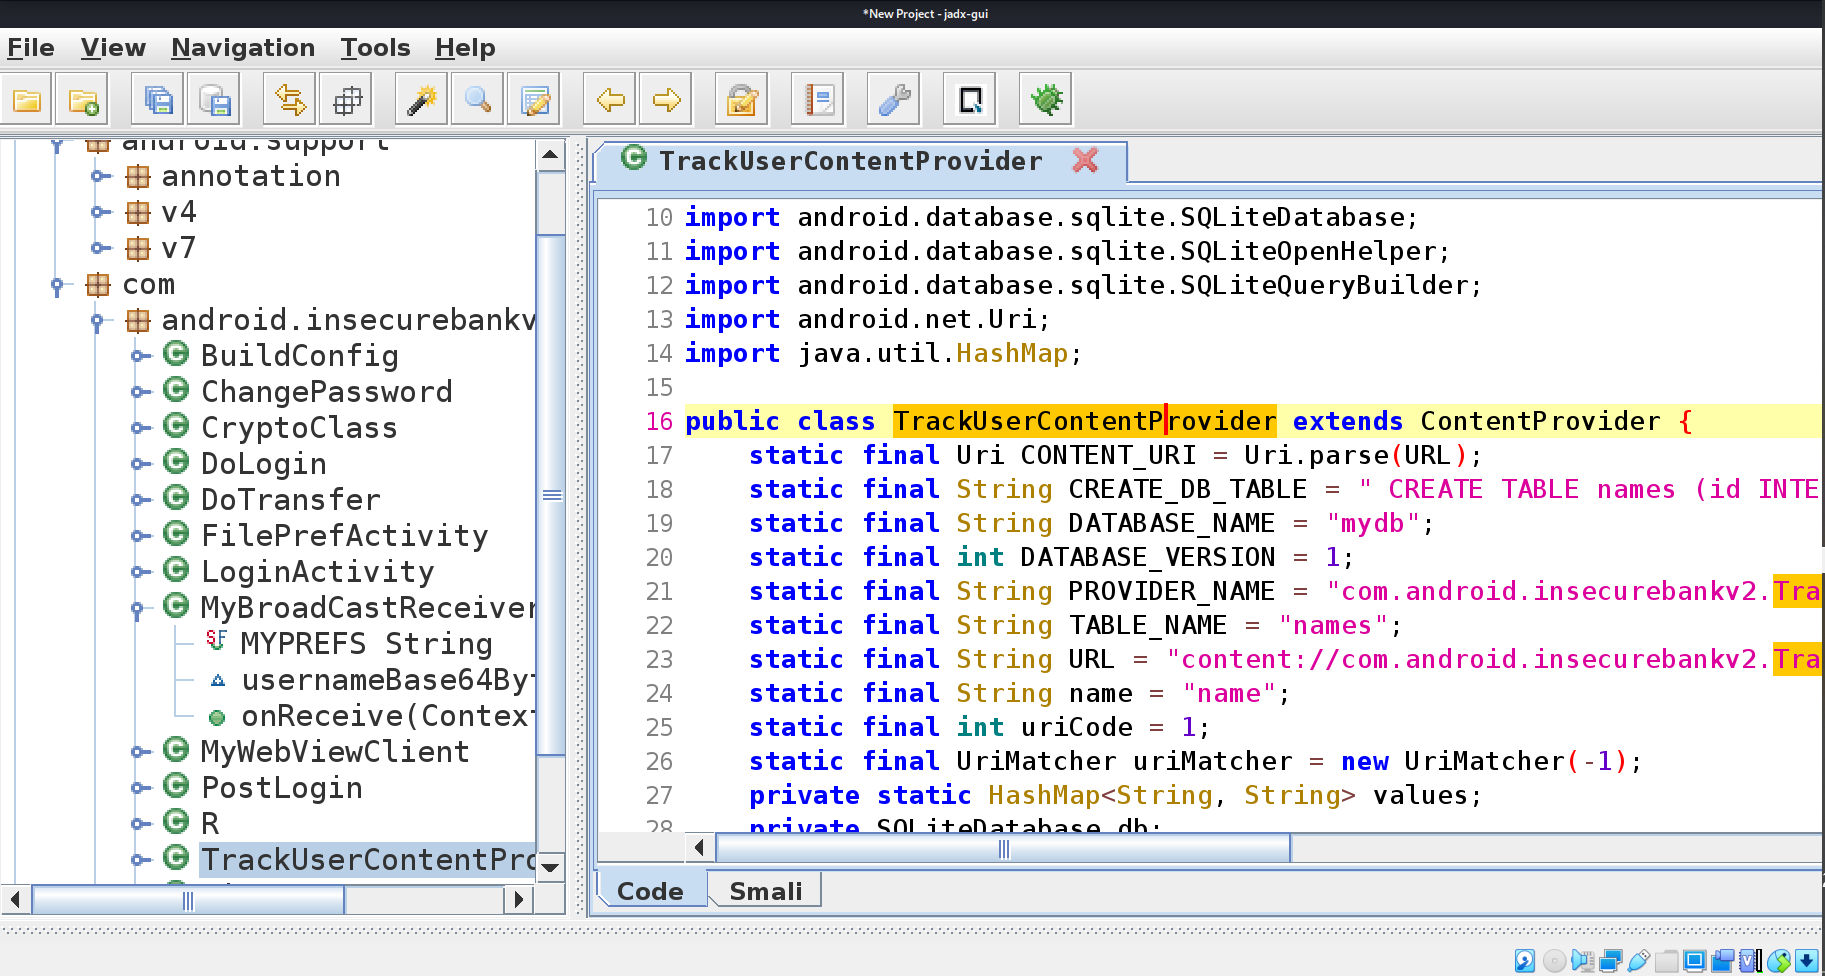 *New Project - jadx-gui
File View Navigation Tools Help
android.support
annotation
v4
v7
com
android.insecurebankv
BuildConfig
ChangePassword
CryptoClass
DoLogin
DoTransfer
FilePrefActivity
LoginActivity
MyBroadCastReceiver
MYPREFS String
usernameBase64Byt
onReceive(Contex
MyWebViewClient
PostLogin
R
TrackUserContentPro
TrackUserContentProvider
10 import android.database.sqlite.SQLiteDatabase;
11 import android.database.sqlite.SQLiteOpenHelper;
12 import android.database.sqlite.SQLiteQueryBuilder;
13 import android.net.Uri;
14 import java.util.HashMap;
15
16 public class TrackUserContentProvider extends ContentProvider {
17 static final Uri CONTENT_URI = Uri.parse(URL);
18 static final String CREATE_DB_TABLE = " CREATE TABLE names (id INTE
19 static final String DATABASE_NAME = "mydb";
20 static final int DATABASE_VERSION = 1;
21 static final String PROVIDER_NAME = "com.android.insecurebankv2.Tra
22 static final String TABLE_NAME = "names";
23 static final String URL = "content://com.android.insecurebankv2.Tra
24 static final String name = "name";
25 static final int uriCode = 1;
26 static final UriMatcher uriMatcher = new UriMatcher(-1);
27 private static HashMap<String, String> values;
28 private SQLiteDatabase db;
Code Smali